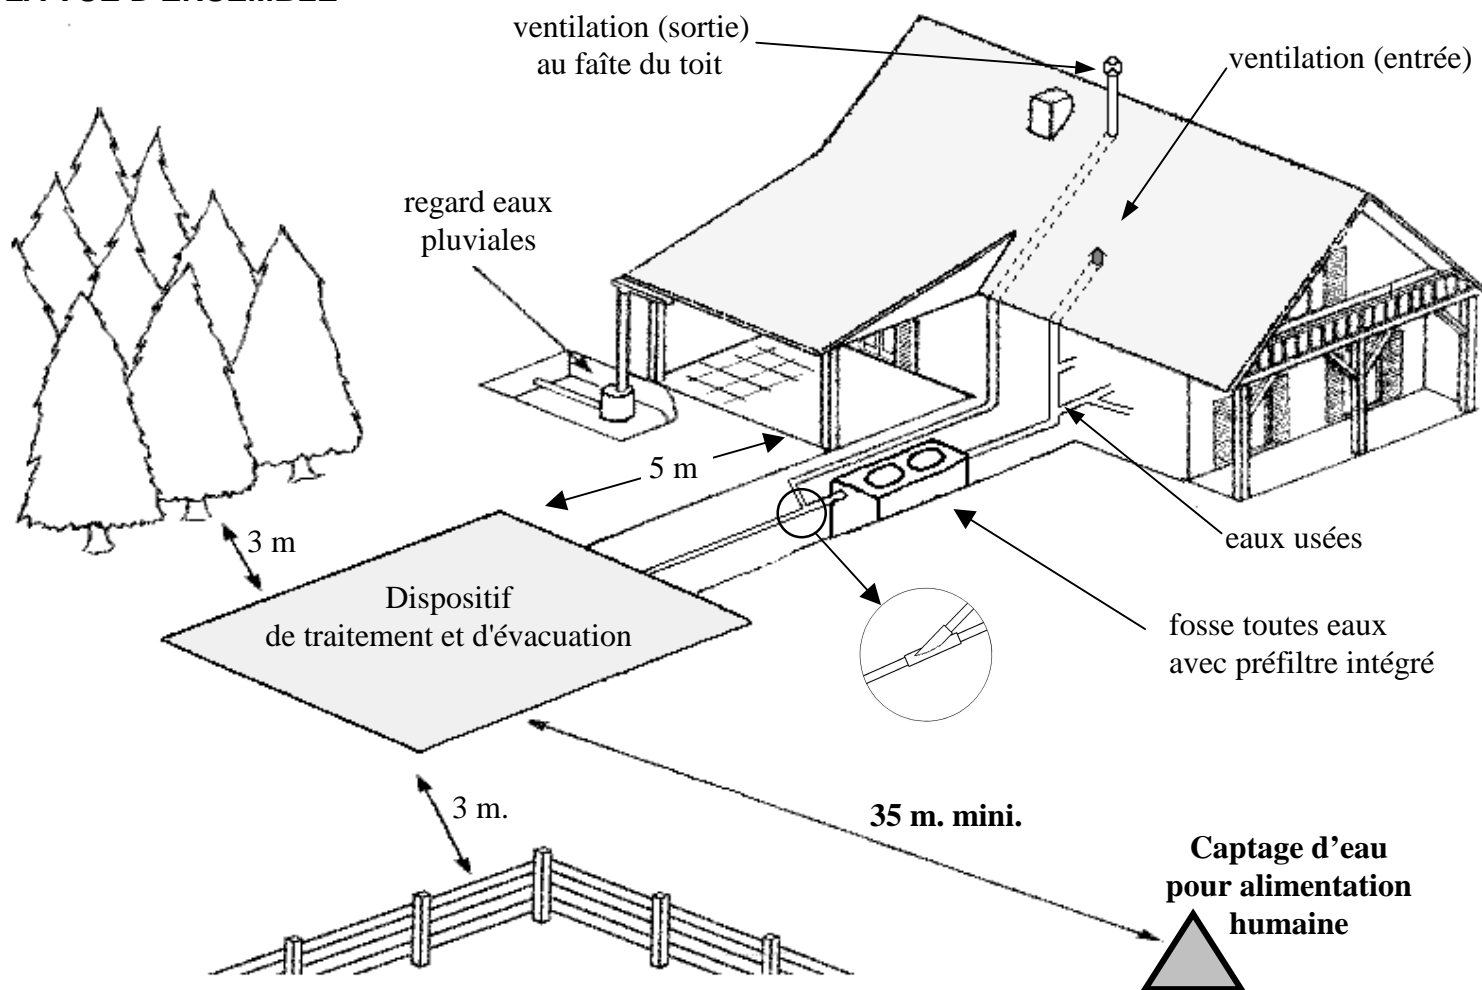 ventilation (sortie)
au faîte du toit
ventilation (entrée)
regard eaux
pluviales
5 m
3 m
eaux usées
Dispositif
de traitement et d'évacuation
fosse toutes eaux
avec préfiltre intégré
3 m.
35 m. mini.
Captage d’eau
pour alimentation
humaine